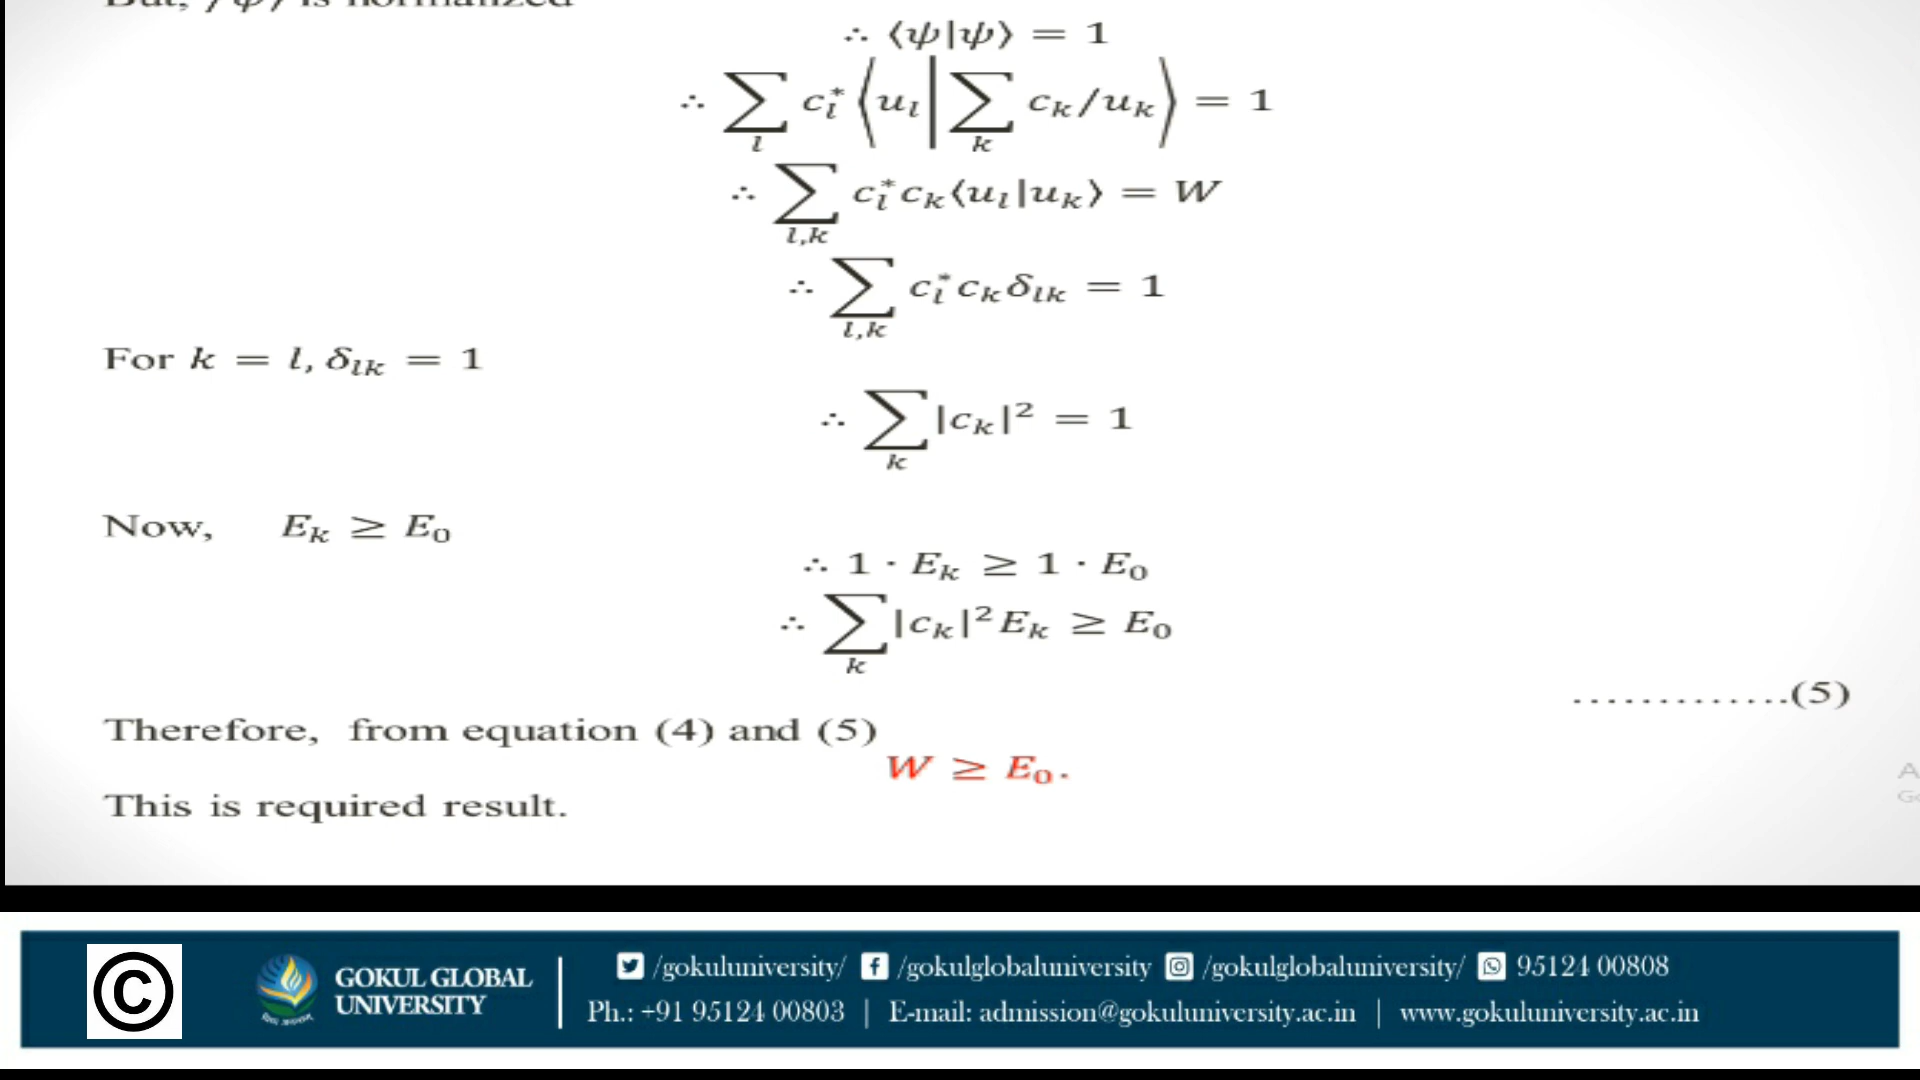 But, /ψ⟩ is normalized
∴ ⟨ψ|ψ⟩ = 1
∴ ∑_l c_l^* ⟨u_l | ∑_k c_k/u_k⟩ = 1
∴ ∑_{l,k} c_l^* c_k ⟨u_l|u_k⟩ = W
∴ ∑_{l,k} c_l^* c_k δ_{lk} = 1
For k = l, δ_{lk} = 1
∴ ∑_k |c_k|² = 1
Now, E_k ≥ E_0
∴ 1 · E_k ≥ 1 · E_0
∴ ∑_k |c_k|² E_k ≥ E_0
.............(5)
Therefore, from equation (4) and (5)
W ≥ E_0.
This is required result.
©
GOKUL GLOBAL
UNIVERSITY
/gokuluniversity/ /gokulglobaluniversity /gokulglobaluniversity/ 95124 00808
Ph.: +91 95124 00803 | E-mail: admission@gokuluniversity.ac.in | www.gokuluniversity.ac.in